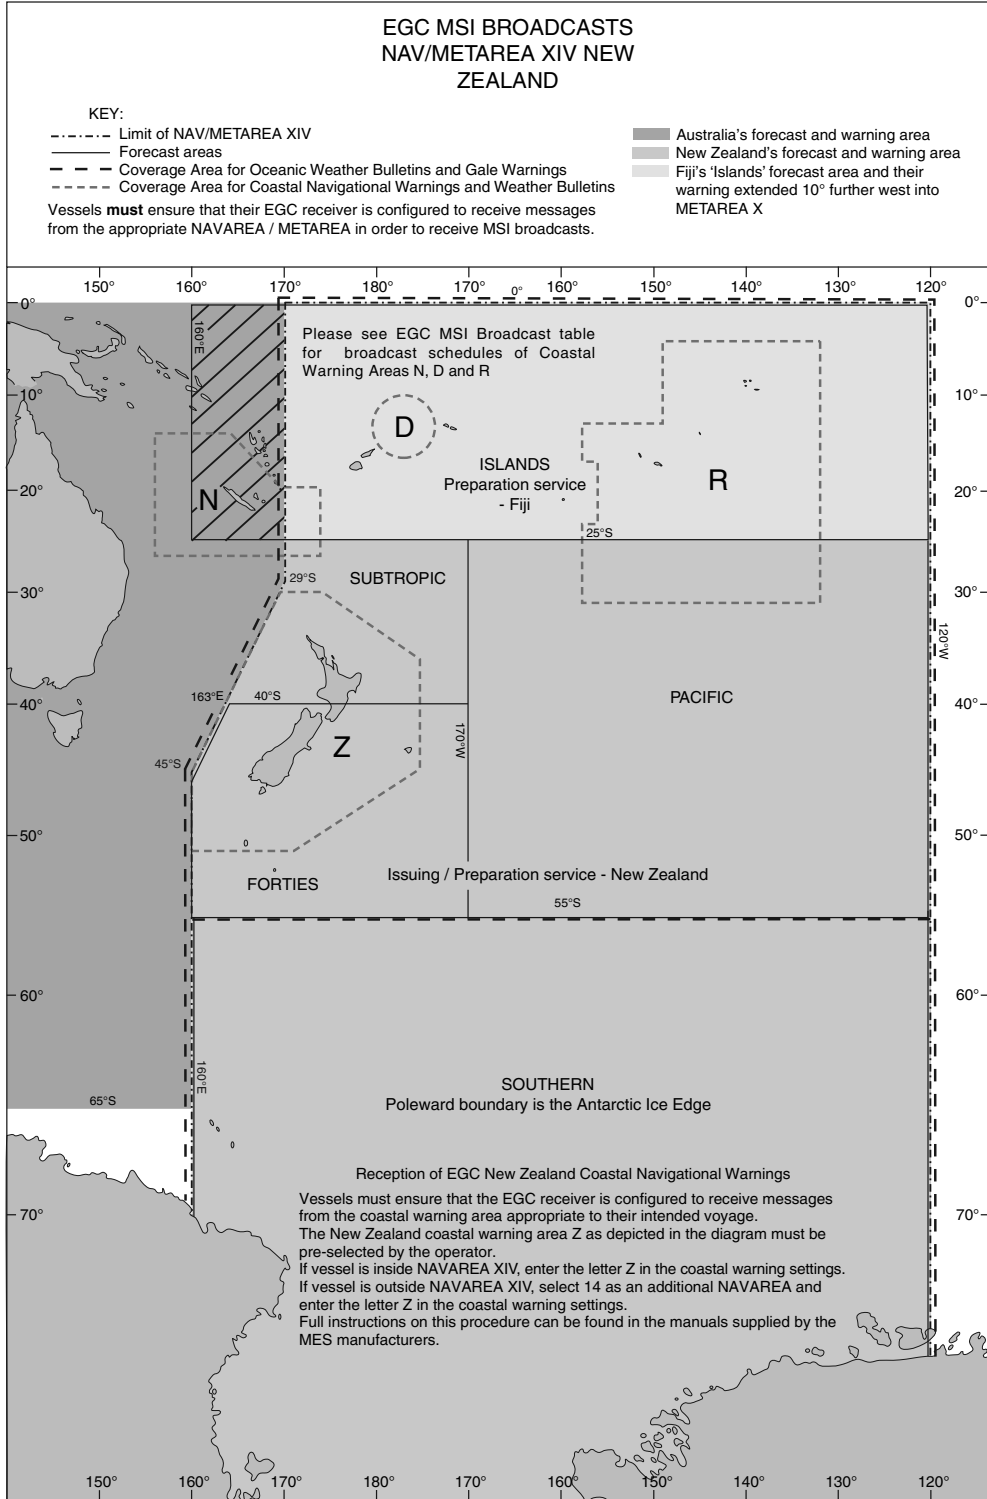 EGC MSI BROADCASTS
NAV/METAREA XIV NEW
ZEALAND
KEY:
Limit of NAV/METAREA XIV
Forecast areas
Coverage Area for Oceanic Weather Bulletins and Gale Warnings
Coverage Area for Coastal Navigational Warnings and Weather Bulletins
Vessels must ensure that their EGC receiver is configured to receive messages
from the appropriate NAVAREA / METAREA in order to receive MSI broadcasts.
Australia's forecast and warning area
New Zealand's forecast and warning area
Fiji's 'Islands' forecast area and their
warning extended 10° further west into
METAREA X
150° 160° 170° 180° 170° 160° 150° 140° 130° 120°
0° 0° 0°
160°E
Please see EGC MSI Broadcast table
for broadcast schedules of Coastal
Warning Areas N, D and R
10° 10°
D
ISLANDS
Preparation service
- Fiji
R
N
20° 20°
25°S
29°S
SUBTROPIC
30° 30°
120°W
163°E
40°S
PACIFIC
40° 40°
170°W
Z
45°S
50° 50°
FORTIES
Issuing / Preparation service - New Zealand
55°S
60° 60°
160°E
65°S
SOUTHERN
Poleward boundary is the Antarctic Ice Edge
Reception of EGC New Zealand Coastal Navigational Warnings
Vessels must ensure that the EGC receiver is configured to receive messages
from the coastal warning area appropriate to their intended voyage.
The New Zealand coastal warning area Z as depicted in the diagram must be
pre-selected by the operator.
If vessel is inside NAVAREA XIV, enter the letter Z in the coastal warning settings.
If vessel is outside NAVAREA XIV, select 14 as an additional NAVAREA and
enter the letter Z in the coastal warning settings.
Full instructions on this procedure can be found in the manuals supplied by the
MES manufacturers.
70° 70°
150° 160° 170° 180° 170° 160° 150° 140° 130° 120°